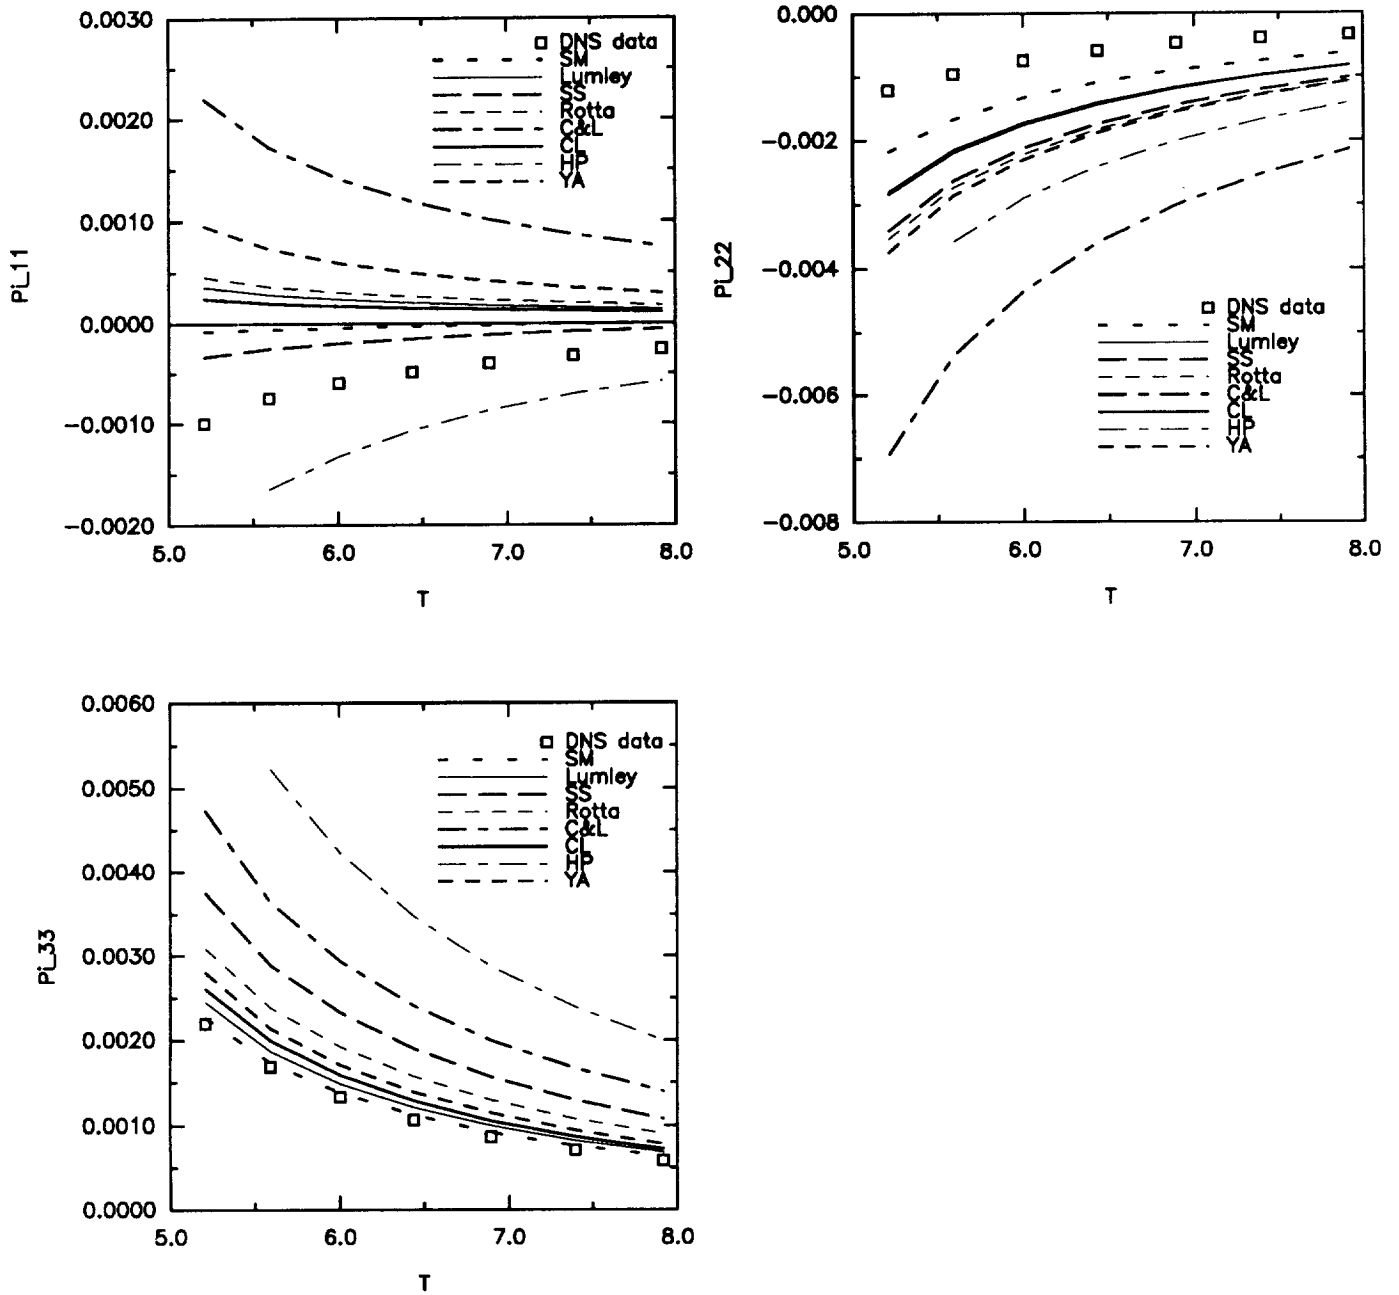 0.0030
0.0020
0.0010
0.0000
−0.0010
−0.0020
Pi_11
DNS data
SM
Lumley
SS
Rotta
C&L
CL
HP
YA
5.0 6.0 7.0 8.0
T
0.000
−0.002
−0.004
−0.006
−0.008
Pi_22
DNS data
SM
Lumley
SS
Rotta
C&L
CL
HP
YA
5.0 6.0 7.0 8.0
T
0.0060
0.0050
0.0040
0.0030
0.0020
0.0010
0.0000
Pi_33
DNS data
SM
Lumley
SS
Rotta
C&L
CL
HP
YA
5.0 6.0 7.0 8.0
T